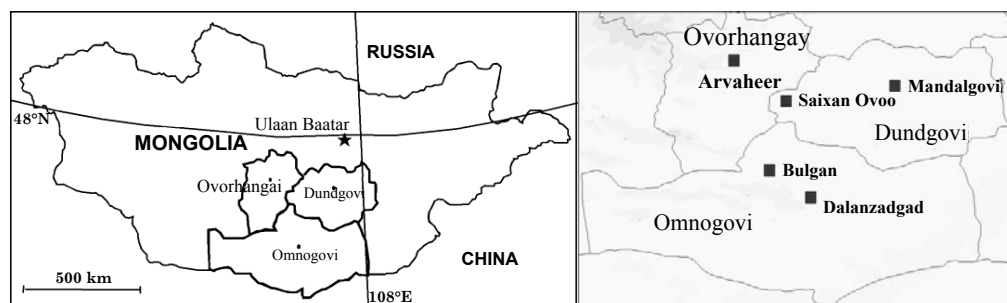 RUSSIA
48°N
Ulaan Baatar
MONGOLIA
Ovorhangai
Dundgovi
Omnogovi
CHINA
500 km
108°E
Ovorhangay
Arvaheer
Mandalgovi
Saixan Ovoo
Dundgovi
Bulgan
Dalanzadgad
Omnogovi